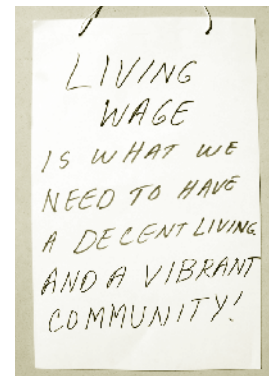 LIVING
WAGE
IS WHAT WE
NEED TO HAVE
A DECENT LIVING
AND A VIBRANT
COMMUNITY!